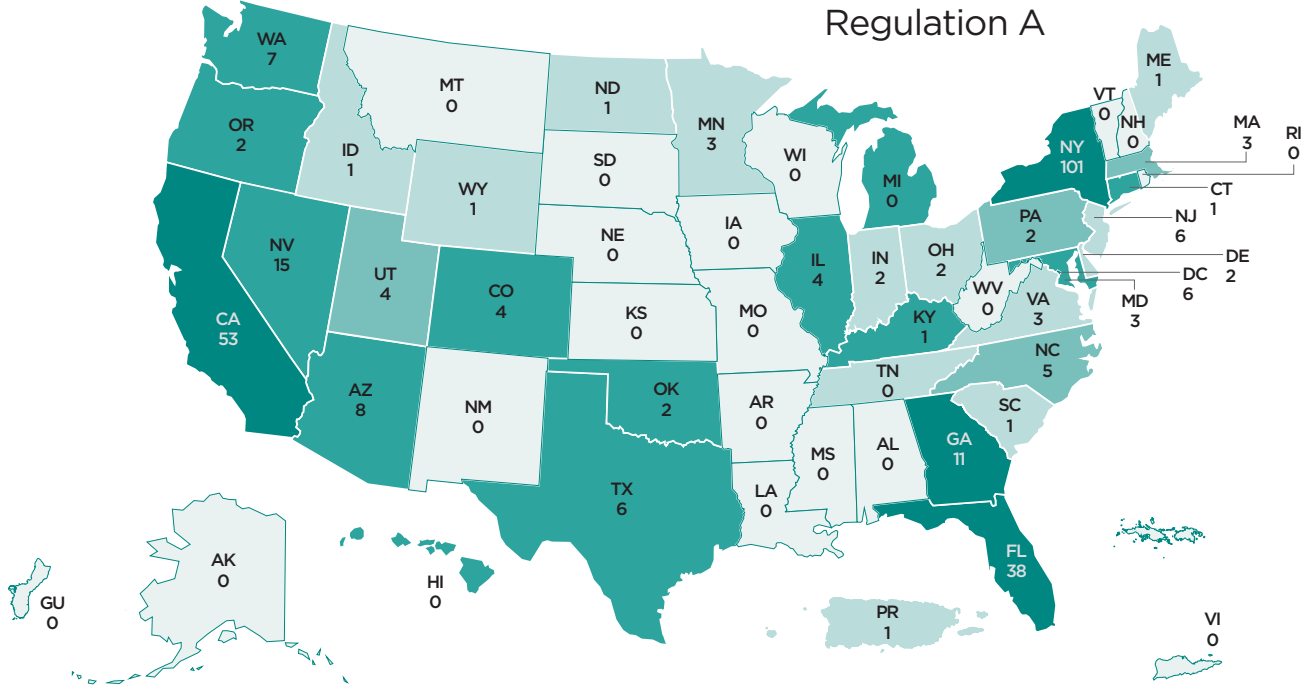 Regulation A
WA
7
OR
2
CA
53
NV
15
ID
1
MT
0
WY
1
UT
4
AZ
8
CO
4
NM
0
ND
1
SD
0
NE
0
KS
0
OK
2
TX
6
MN
3
IA
0
MO
0
AR
0
LA
0
WI
0
IL
4
MI
0
IN
2
OH
2
KY
1
TN
0
MS
0
AL
0
GA
11
FL
38
SC
1
NC
5
VA
3
WV
0
PA
2
NY
101
VT
0
NH
0
ME
1
MA
3
RI
0
CT
1
NJ
6
DE
2
DC
6
MD
3
AK
0
GU
0
HI
0
PR
1
VI
0